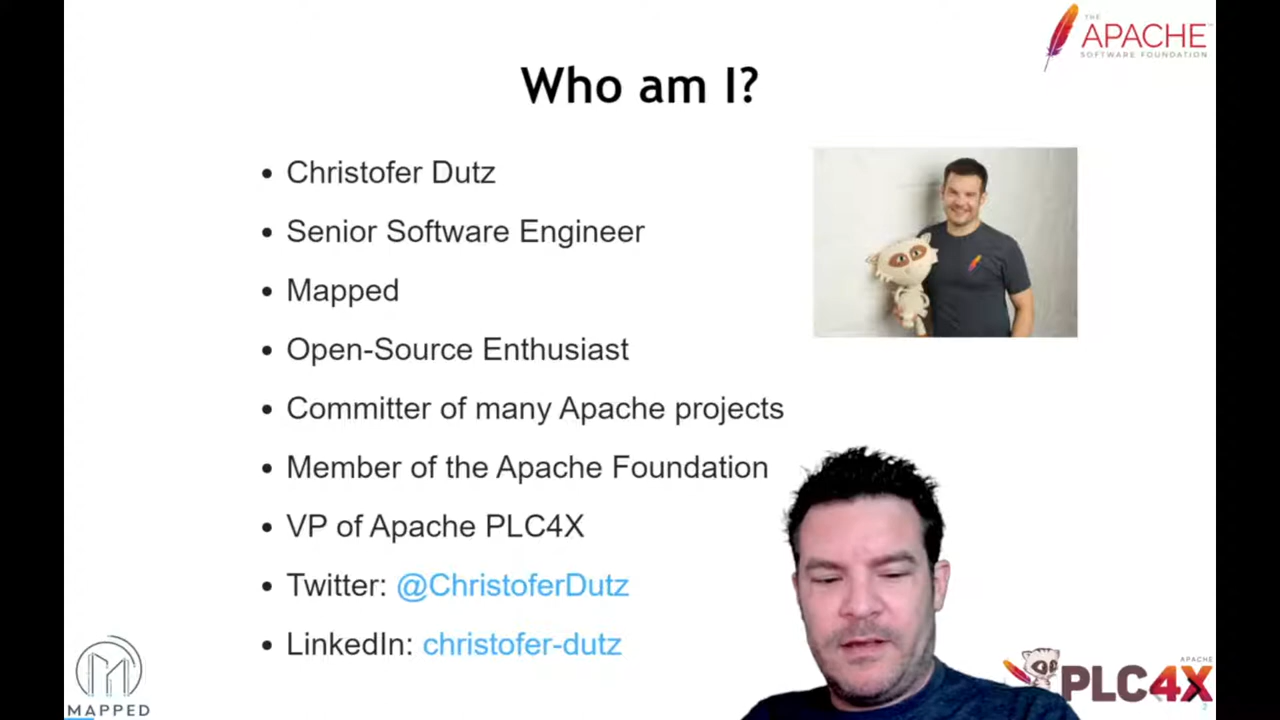 THE
APACHE
SOFTWARE FOUNDATION
Who am I?
Christofer Dutz
Senior Software Engineer
Mapped
Open-Source Enthusiast
Committer of many Apache projects
Member of the Apache Foundation
VP of Apache PLC4X
Twitter: @ChristoferDutz
LinkedIn: christofer-dutz
MAPPED
APACHE
PLC4X
2